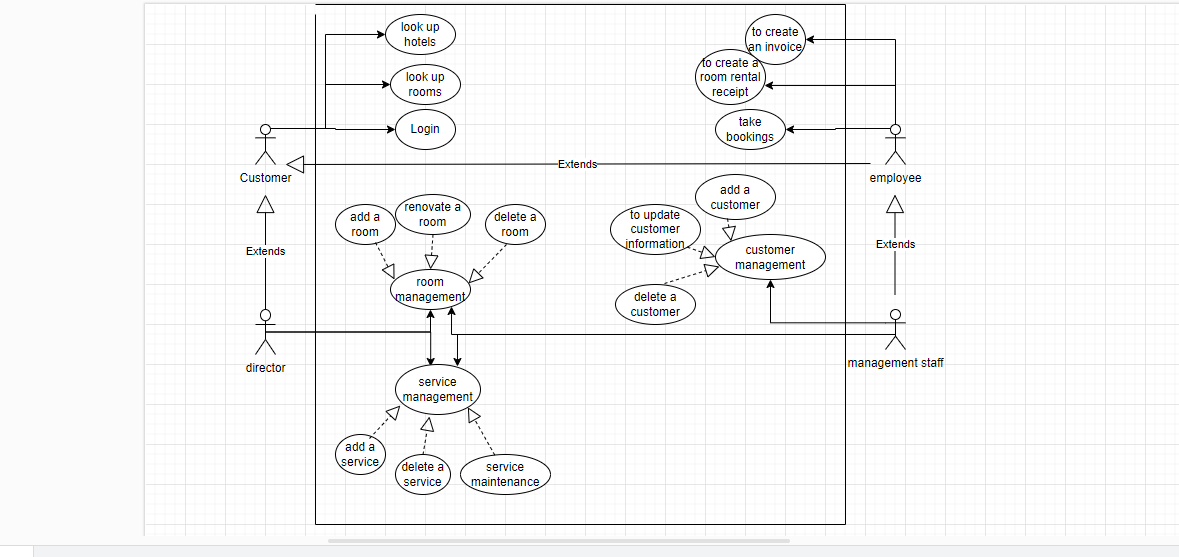 look up
hotels
to create
an invoice
to create a
room rental
receipt
look up
rooms
Login
take
bookings
Extends
Customer
employee
add a
room
renovate a
room
delete a
room
to update
customer
information
add a
customer
Extends
customer
management
Extends
room
management
delete a
customer
director
management staff
service
management
add a
service
delete a
service
service
maintenance